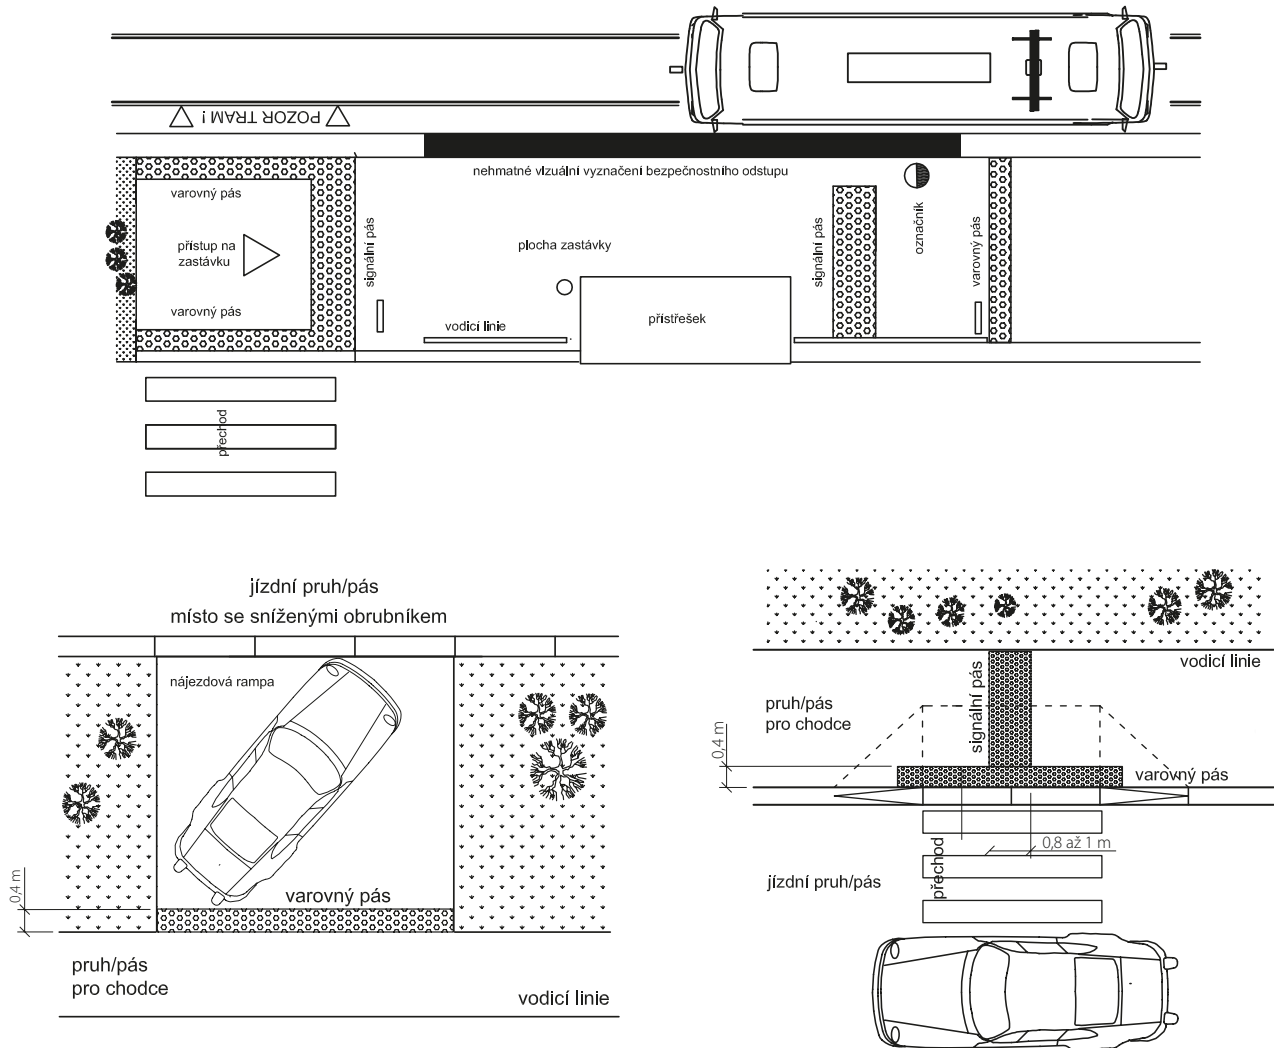 POZOR TRAM !
nehmatné vizuální vyznačení bezpečnostního odstupu
varovný pás
přístup na
zastávku
varovný pás
signální pás
plocha zastávky
vodicí linie
přístřešek
signální pás
označník
varovný pás
přechod
jízdní pruh/pás
místo se sníženými obrubníkem
nájezdová rampa
varovný pás
0,4 m
pruh/pás
pro chodce
vodicí linie
vodicí linie
signální pás
pruh/pás
pro chodce
0,4 m
varovný pás
přechod
0,8 až 1 m
jízdní pruh/pás